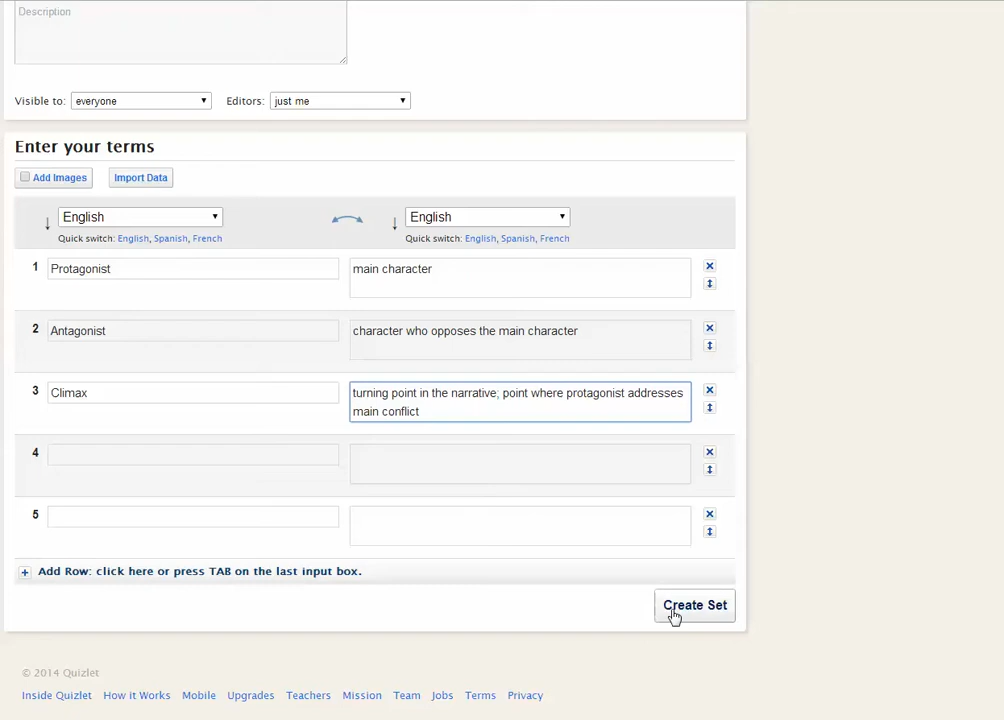 Description
Visible to: everyone Editors: just me
Enter your terms
Add Images Import Data
English English
Quick switch: English, Spanish, French Quick switch: English, Spanish, French
1 Protagonist main character
2 Antagonist character who opposes the main character
3 Climax turning point in the narrative; point where protagonist addresses
main conflict
4
5
Add Row: click here or press TAB on the last input box.
Create Set
© 2014 Quizlet
Inside Quizlet How it Works Mobile Upgrades Teachers Mission Team Jobs Terms Privacy